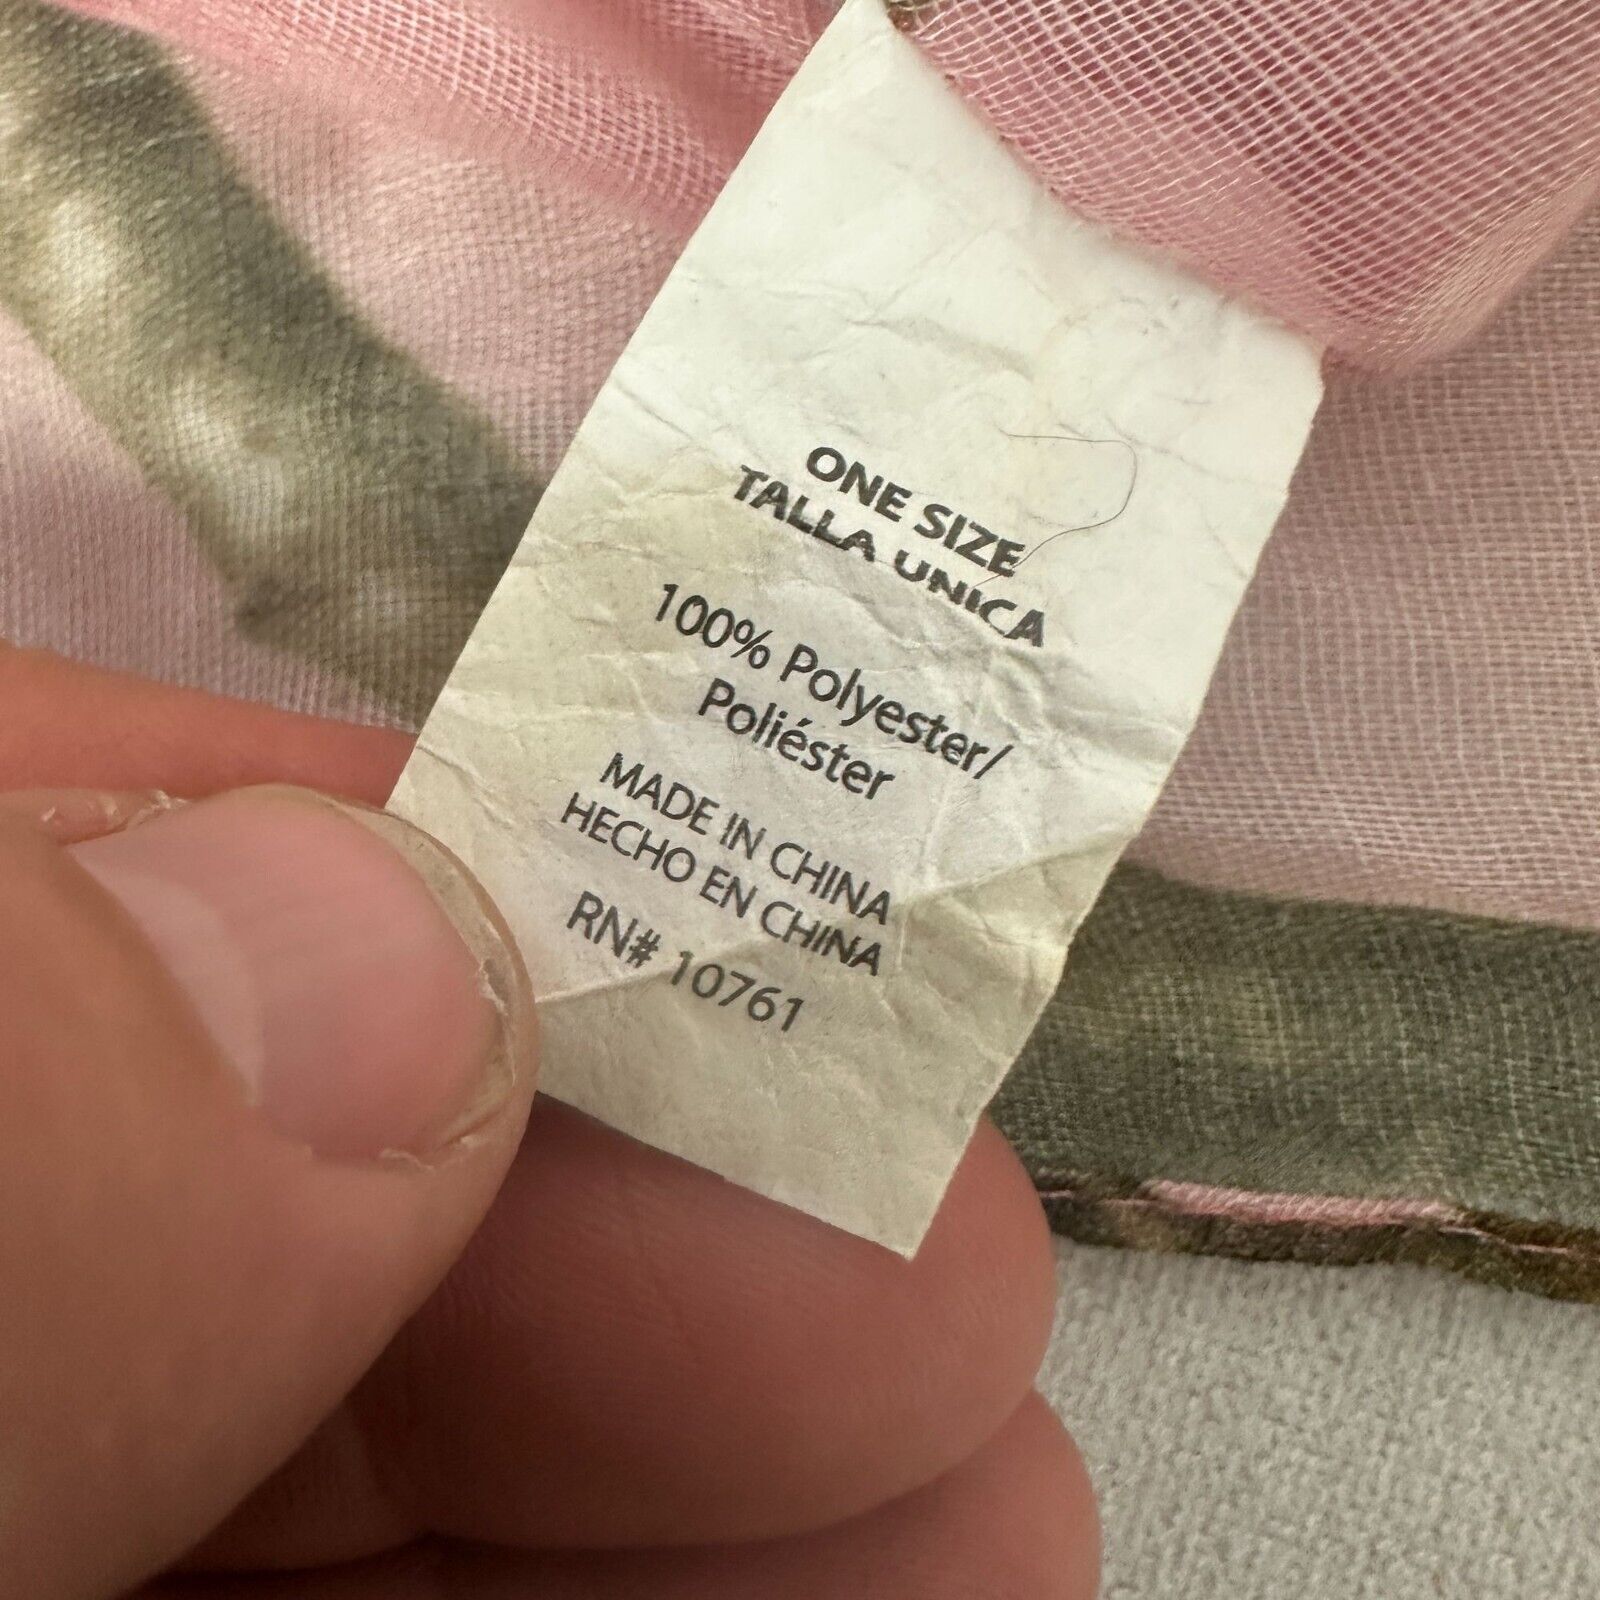 ONE SIZE
TALLA UNICA
100% Polyester/
Poliéster
MADE IN CHINA
HECHO EN CHINA
RN# 10761